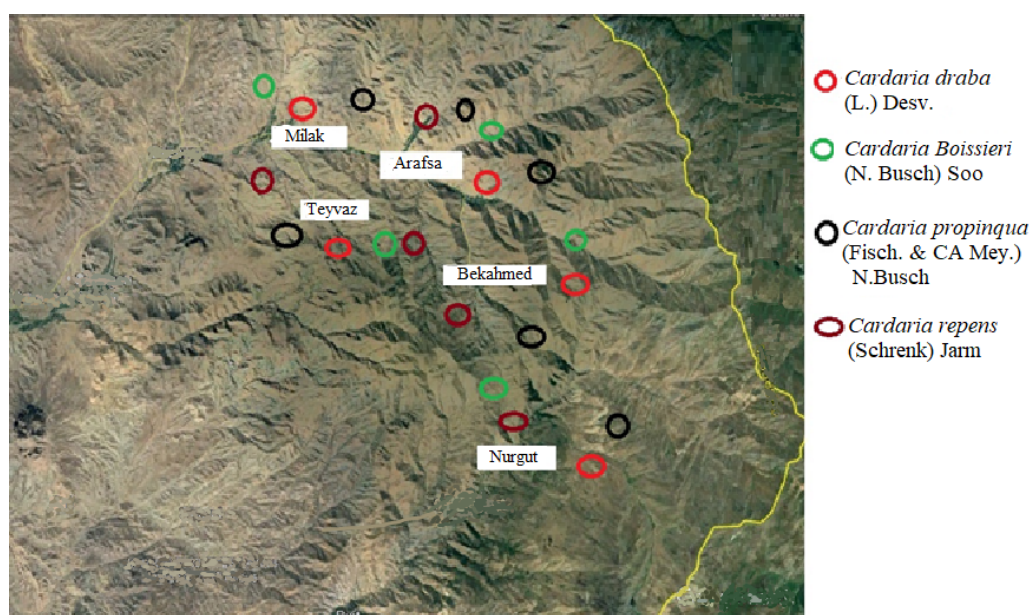 Milak
Arafsa
Teyvaz
Bekahmed
Nurgut
Cardaria draba
(L.) Desv.
Cardaria Boissieri
(N. Busch) Soo
Cardaria propinqua
(Fisch. & CA Mey.)
N.Busch
Cardaria repens
(Schrenk) Jarm